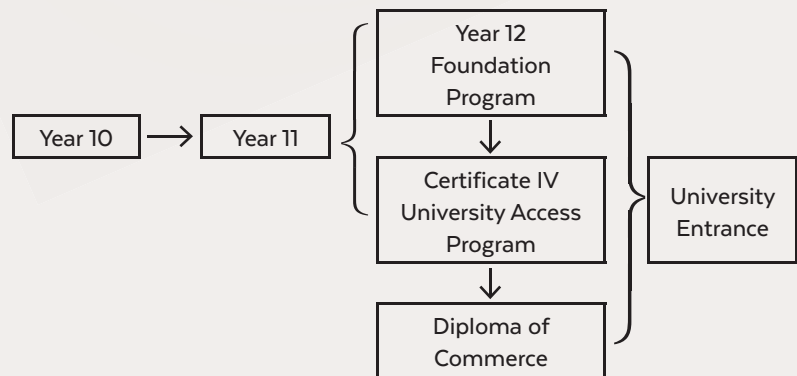 Year 10
Year 11
Year 12
Foundation
Program
Certificate IV
University Access
Program
Diploma of
Commerce
University
Entrance